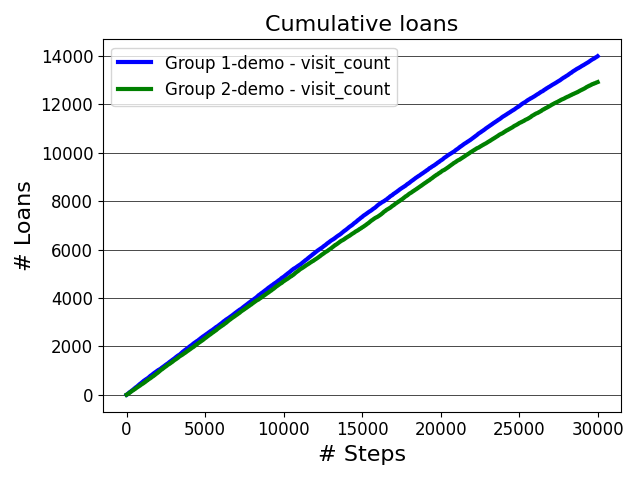 Cumulative loans
Group 1-demo - visit_count
Group 2-demo - visit_count
# Loans
14000
12000
10000
8000
6000
4000
2000
0
0 5000 10000 15000 20000 25000 30000
# Steps